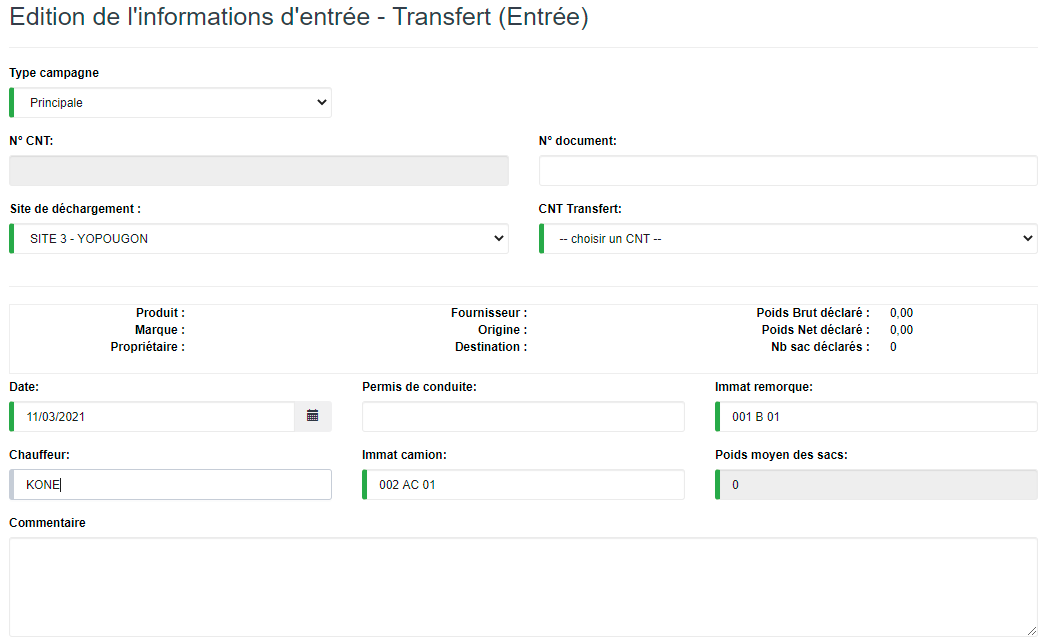 Edition de l'informations d'entrée - Transfert (Entrée)
Type campagne
Principale
N° CNT:
N° document:
Site de déchargement :
CNT Transfert:
SITE 3 - YOPOUGON
-- choisir un CNT --
Produit :
Fournisseur :
Poids Brut déclaré : 0,00
Marque :
Origine :
Poids Net déclaré : 0,00
Propriétaire :
Destination :
Nb sac déclarés : 0
Date:
Permis de conduite:
Immat remorque:
11/03/2021
001 B 01
Chauffeur:
Immat camion:
Poids moyen des sacs:
KONE
002 AC 01
0
Commentaire